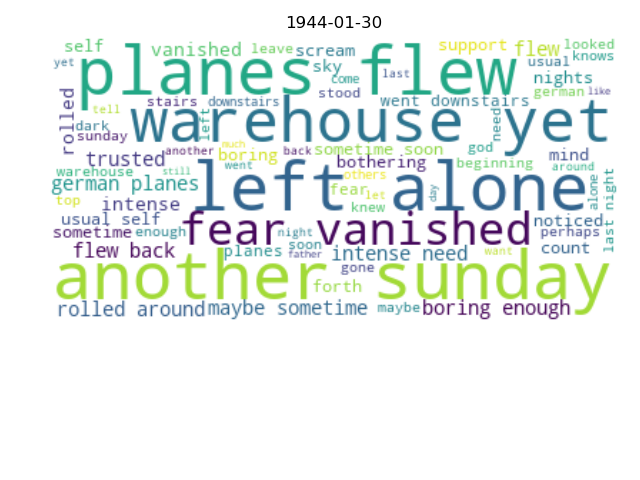 1944-01-30
self vanished leave scream support flew looked
yet planes flew sky come last usual knows
stood nights
rolled tell stairs downstairs went downstairs german like
dark warehouse yet left need
sunday trusted another boring much back sometime soon god mind
warehouse still went bothering beginning around
german planes left alone others fear let day alone last night
top intense knew
usual self fear vanished noticed
sometime enough night perhaps
flew back planes soon father intense need want count
another sunday gone forth
rolled around maybe sometime maybe boring enough